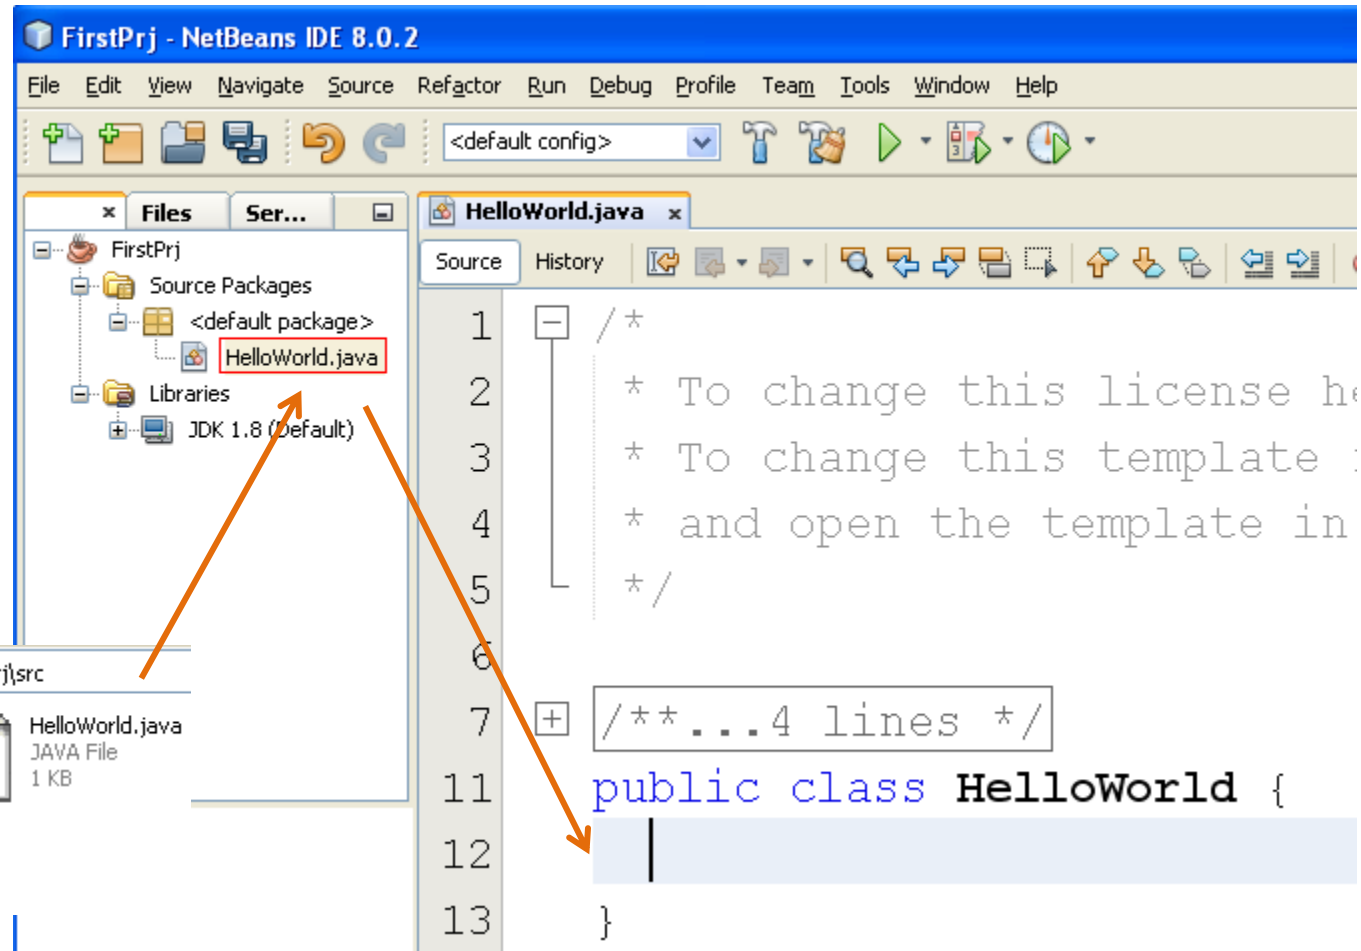 FirstPrj - NetBeans IDE 8.0.2
File Edit View Navigate Source Refactor Run Debug Profile Team Tools Window Help
<default config>
Files Ser...
HelloWorld.java
FirstPrj
Source Packages
<default package>
HelloWorld.java
Libraries
JDK 1.8 (Default)
j\src
HelloWorld.java
JAVA File
1 KB
Source History
1 /*
2 * To change this license he
3 * To change this template
4 * and open the template in
5 */
6
7 /**...4 lines */
11 public class HelloWorld {
12
13 }